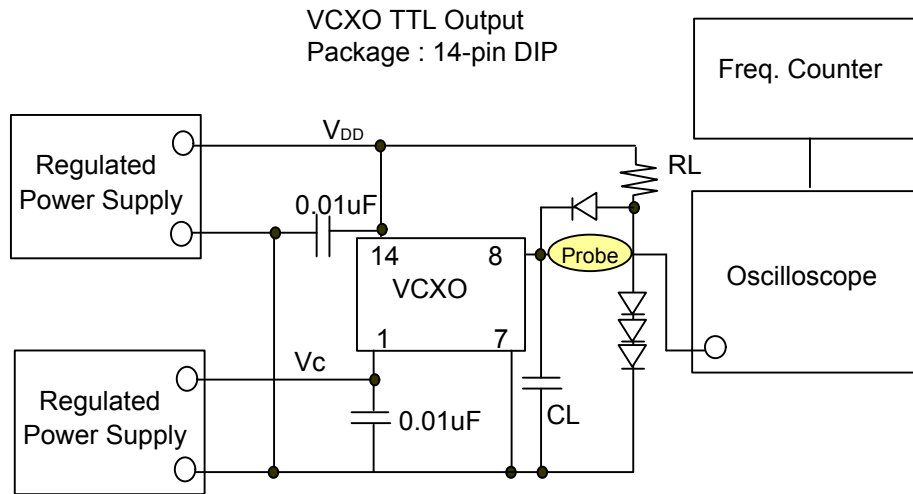 VCXO TTL Output
Package : 14-pin DIP
Freq. Counter
Regulated
Power Supply
VDD
RL
0.01uF
14
8
Probe
VCXO
Oscilloscope
1
7
Vc
Regulated
Power Supply
0.01uF
CL